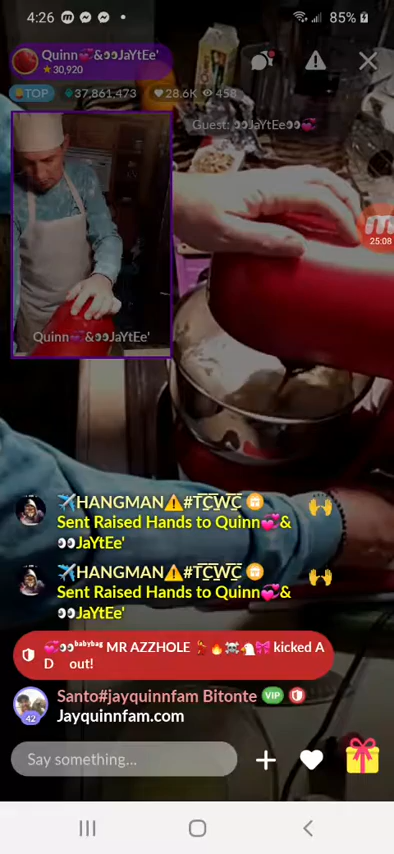 4:26
85%
Quinn💞&👀JaYtEe'
★30,920
TOP 37,861,473 28.6K 458
Guest: 👀JaYtEe👀💞
25:08
Quinn💞&👀JaYtEe'
✈️HANGMAN⚠️#T̅C̅W̅C̅
Sent Raised Hands to Quinn💞&
👀JaYtEe'
✈️HANGMAN⚠️#T̅C̅W̅C̅
Sent Raised Hands to Quinn💞&
👀JaYtEe'
💞👀ᵇᵃᵇʸᵇᵃᵍ MR AZZHOLE 💃🔥☠️🎀 kicked A
D out!
Santo#jayquinnfam Bitonte VIP
42
Jayquinnfam.com
Say something...